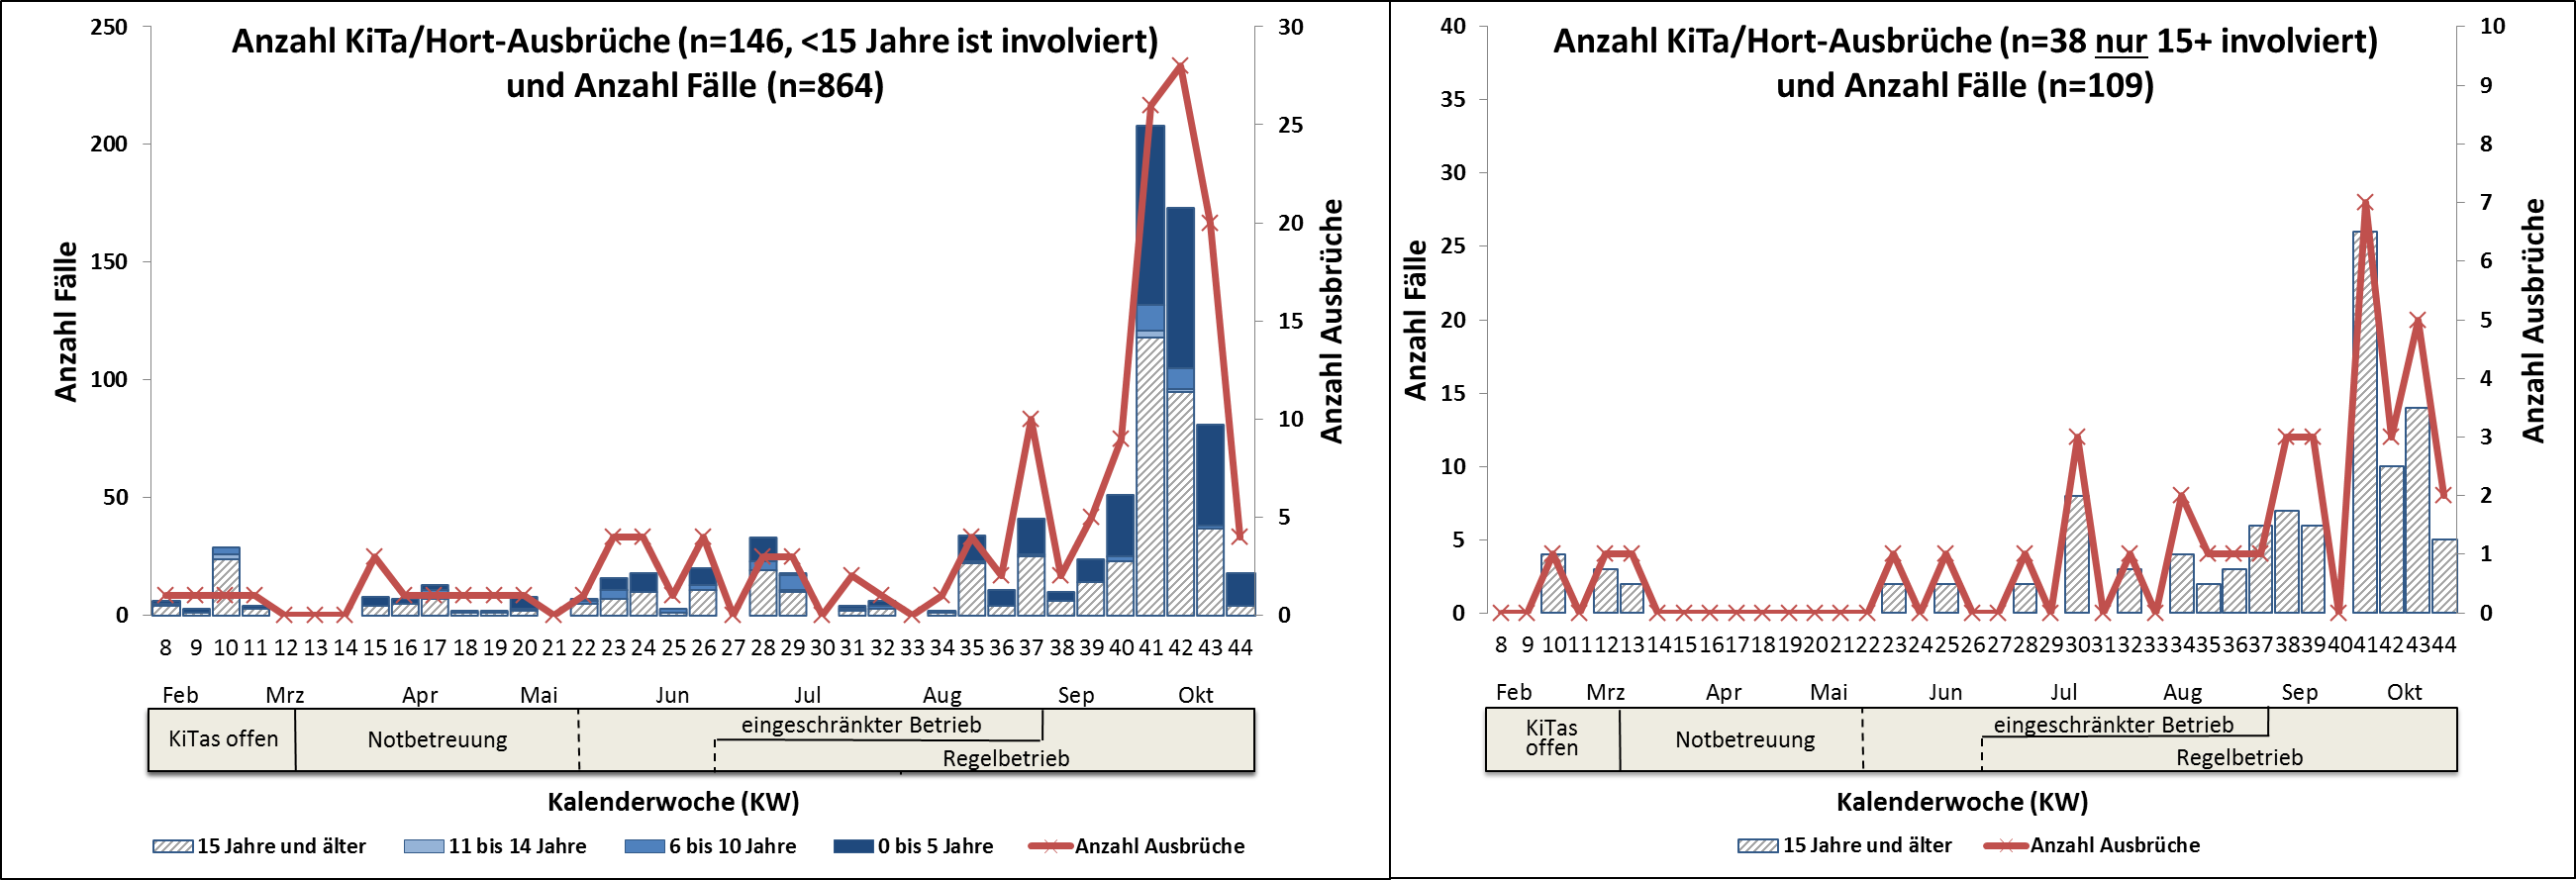 Anzahl KiTa/Hort-Ausbrüche (n=146, <15 Jahre ist involviert)
und Anzahl Fälle (n=864)
250
200
150
100
50
0
Anzahl Fälle
30
25
20
15
10
5
0
Anzahl Ausbrüche
8 9 10 11 12 13 14 15 16 17 18 19 20 21 22 23 24 25 26 27 28 29 30 31 32 33 34 35 36 37 38 39 40 41 42 43 44
Feb Mrz Apr Mai Jun Jul Aug Sep Okt
KiTas offen
Notbetreuung
eingeschränkter Betrieb
Regelbetrieb
Kalenderwoche (KW)
15 Jahre und älter 11 bis 14 Jahre 6 bis 10 Jahre 0 bis 5 Jahre Anzahl Ausbrüche
Anzahl KiTa/Hort-Ausbrüche (n=38 nur 15+ involviert)
und Anzahl Fälle (n=109)
40
35
30
25
20
15
10
5
0
Anzahl Fälle
10
9
8
7
6
5
4
3
2
1
0
Anzahl Ausbrüche
8 9 10 11 12 13 14 15 16 17 18 19 20 21 22 23 24 25 26 27 28 29 30 31 32 33 34 35 36 37 38 39 40 41 42 43 44
Feb Mrz Apr Mai Jun Jul Aug Sep Okt
KiTas
offen
Notbetreuung
eingeschränkter Betrieb
Regelbetrieb
Kalenderwoche (KW)
15 Jahre und älter Anzahl Ausbrüche